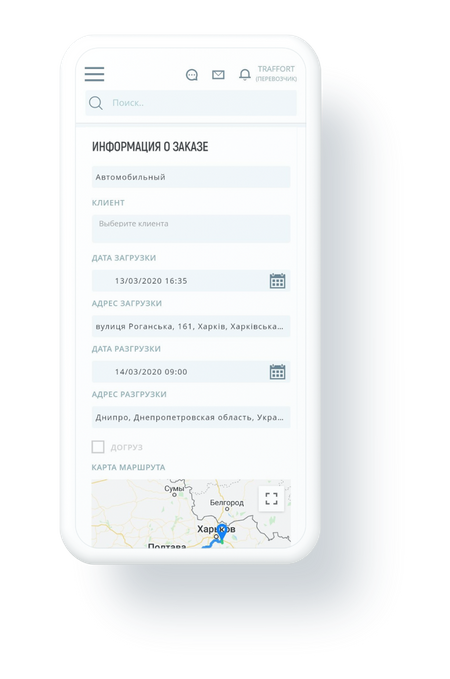 TRAFFORT
(ПЕРЕВОЗЧИК)
Поиск..
ИНФОРМАЦИЯ О ЗАКАЗЕ
Автомобильный
КЛИЕНТ
Выберите клиента
ДАТА ЗАГРУЗКИ
13/03/2020 16:35
АДРЕС ЗАГРУЗКИ
вулиця Роганська, 161, Харків, Харківська...
ДАТА РАЗГРУЗКИ
14/03/2020 09:00
АДРЕС РАЗГРУЗКИ
Днипро, Днепропетровская область, Укра...
ДОГРУЗ
КАРТА МАРШРУТА
Сумы
Белгород
Харьков
Полтава